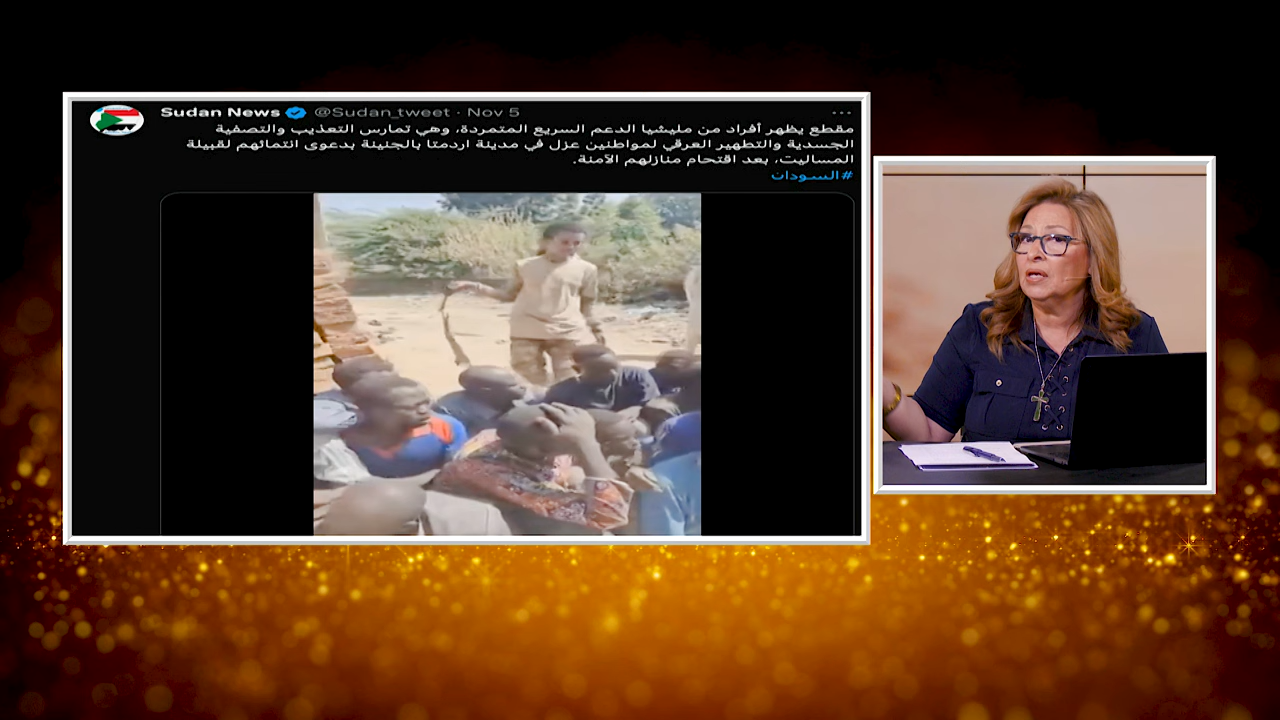 Sudan News @Sudan_tweet · Nov 5
مقطع يظهر أفراد من مليشيا الدعم السريع المتمردة، وهي تمارس التعذيب والتصفية
الجسدية والتطهير العرقي لمواطنين عزل في مدينة اردمتا بالجنينة بدعوى انتمائهم لقبيلة
المساليت، بعد اقتحام منازلهم الآمنة.
#السودان